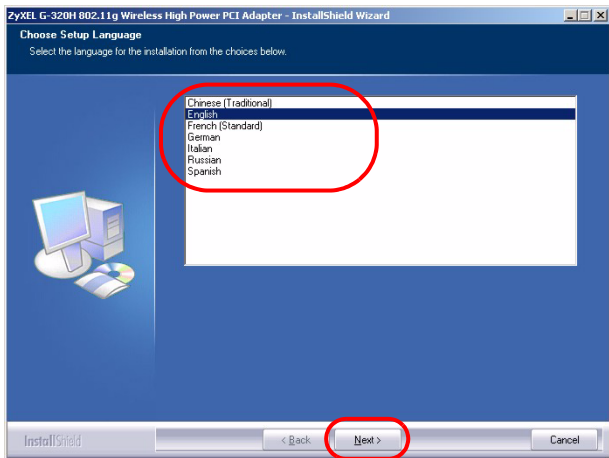 ZyXEL G-320H 802.11g Wireless High Power PCI Adapter - InstallShield Wizard
Choose Setup Language
Select the language for the installation from the choices below.
Chinese (Traditional)
English
French (Standard)
German
Italian
Russian
Spanish
InstallShield
< Back
Next >
Cancel